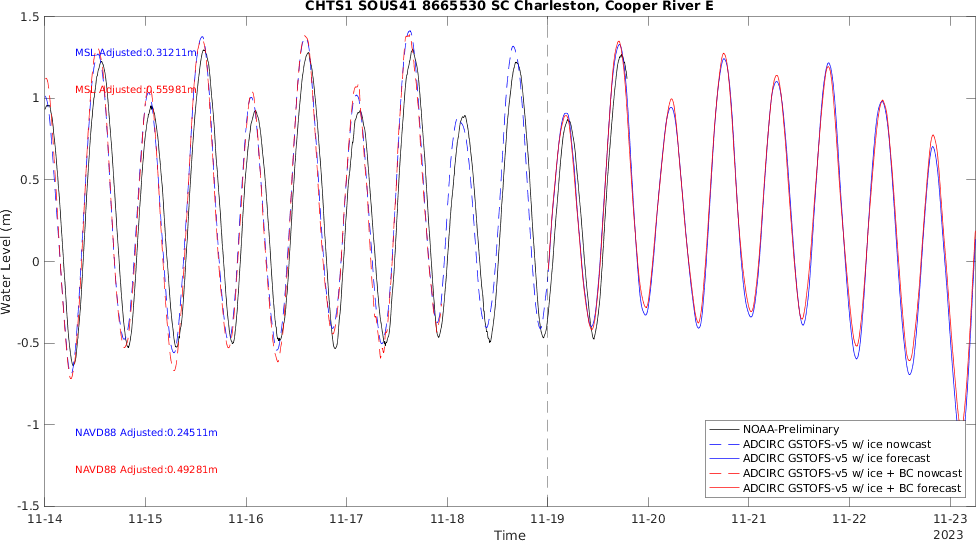 CHTS1 SOUS41 8665530 SC Charleston, Cooper River E
1.5
MSL Adjusted:0.31211m
MSL Adjusted:0.55981m
1
0.5
Water Level (m)
0
-0.5
-1
NAVD88 Adjusted:0.24511m
NAVD88 Adjusted:0.49281m
NOAA-Preliminary
ADCIRC GSTOFS-v5 w/ ice nowcast
ADCIRC GSTOFS-v5 w/ ice forecast
ADCIRC GSTOFS-v5 w/ ice + BC nowcast
ADCIRC GSTOFS-v5 w/ ice + BC forecast
-1.5
11-14 11-15 11-16 11-17 11-18 11-19 11-20 11-21 11-22 11-23
Time
2023